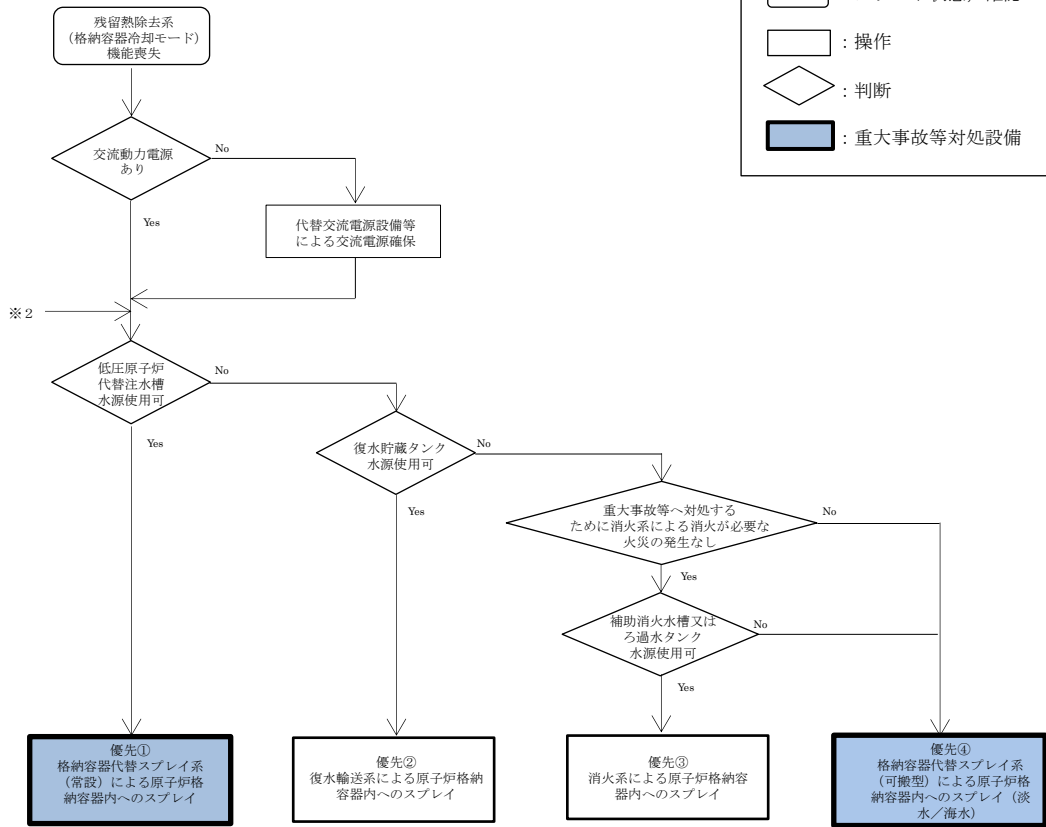 残留熱除去系
（格納容器冷却モード）
機能喪失
：操作
：判断
：重大事故等対処設備
交流動力電源
あり
No
Yes
代替交流電源設備等
による交流電源確保
※２
低圧原子炉
代替注水槽
水源使用可
No
Yes
復水貯蔵タンク
水源使用可
No
Yes
重大事故等へ対処する
ために消火系による消火が必要な
火災の発生なし
No
Yes
補助消火水槽又は
ろ過水タンク
水源使用可
No
Yes
優先①
格納容器代替スプレイ系
（常設）による原子炉格
納容器内へのスプレイ
優先②
復水輸送系による原子炉格納
容器内へのスプレイ
優先③
消火系による原子炉格納容
器内へのスプレイ
優先④
格納容器代替スプレイ系
（可搬型）による原子炉格
納容器内へのスプレイ（淡
水／海水）